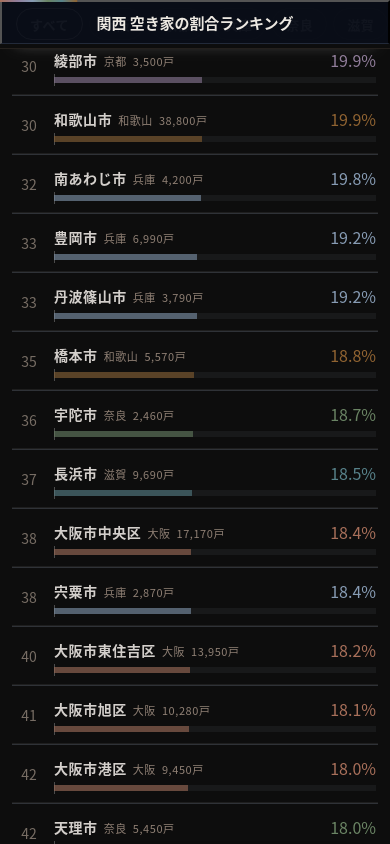 関西 空き家の割合ランキング
すべて
30 綾部市 京都 3,500戸 19.9%
30 和歌山市 和歌山 38,800戸 19.9%
32 南あわじ市 兵庫 4,200戸 19.8%
33 豊岡市 兵庫 6,990戸 19.2%
33 丹波篠山市 兵庫 3,790戸 19.2%
35 橋本市 和歌山 5,570戸 18.8%
36 宇陀市 奈良 2,460戸 18.7%
37 長浜市 滋賀 9,690戸 18.5%
38 大阪市中央区 大阪 17,170戸 18.4%
38 宍粟市 兵庫 2,870戸 18.4%
40 大阪市東住吉区 大阪 13,950戸 18.2%
41 大阪市旭区 大阪 10,280戸 18.1%
42 大阪市港区 大阪 9,450戸 18.0%
42 天理市 奈良 5,450戸 18.0%